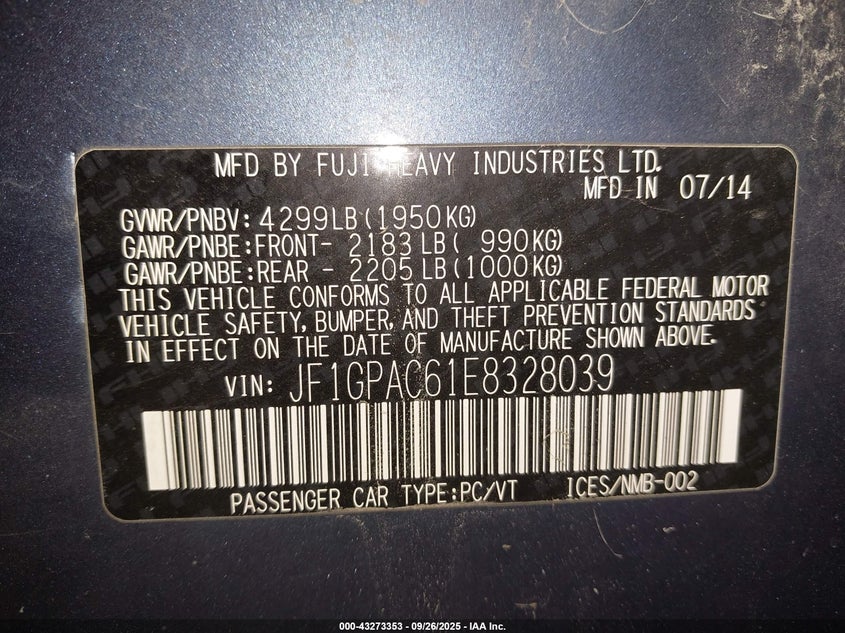 MFD BY FUJI HEAVY INDUSTRIES LTD.
MFD IN 07/14
GVWR/PNBV: 4299LB(1950KG)
GAWR/PNBE:FRONT- 2183 LB ( 990KG)
GAWR/PNBE:REAR - 2205 LB (1000KG)
THIS VEHICLE CONFORMS TO ALL APPLICABLE FEDERAL MOTOR
VEHICLE SAFETY, BUMPER, AND THEFT PREVENTION STANDARDS
IN EFFECT ON THE DATE OF MANUFACTURE SHOWN ABOVE.
VIN: JF1GPAC61E8328039
PASSENGER CAR TYPE:PC/VT ICES/NMB-002
000-43273353 - 09/26/2025 - IAA Inc.